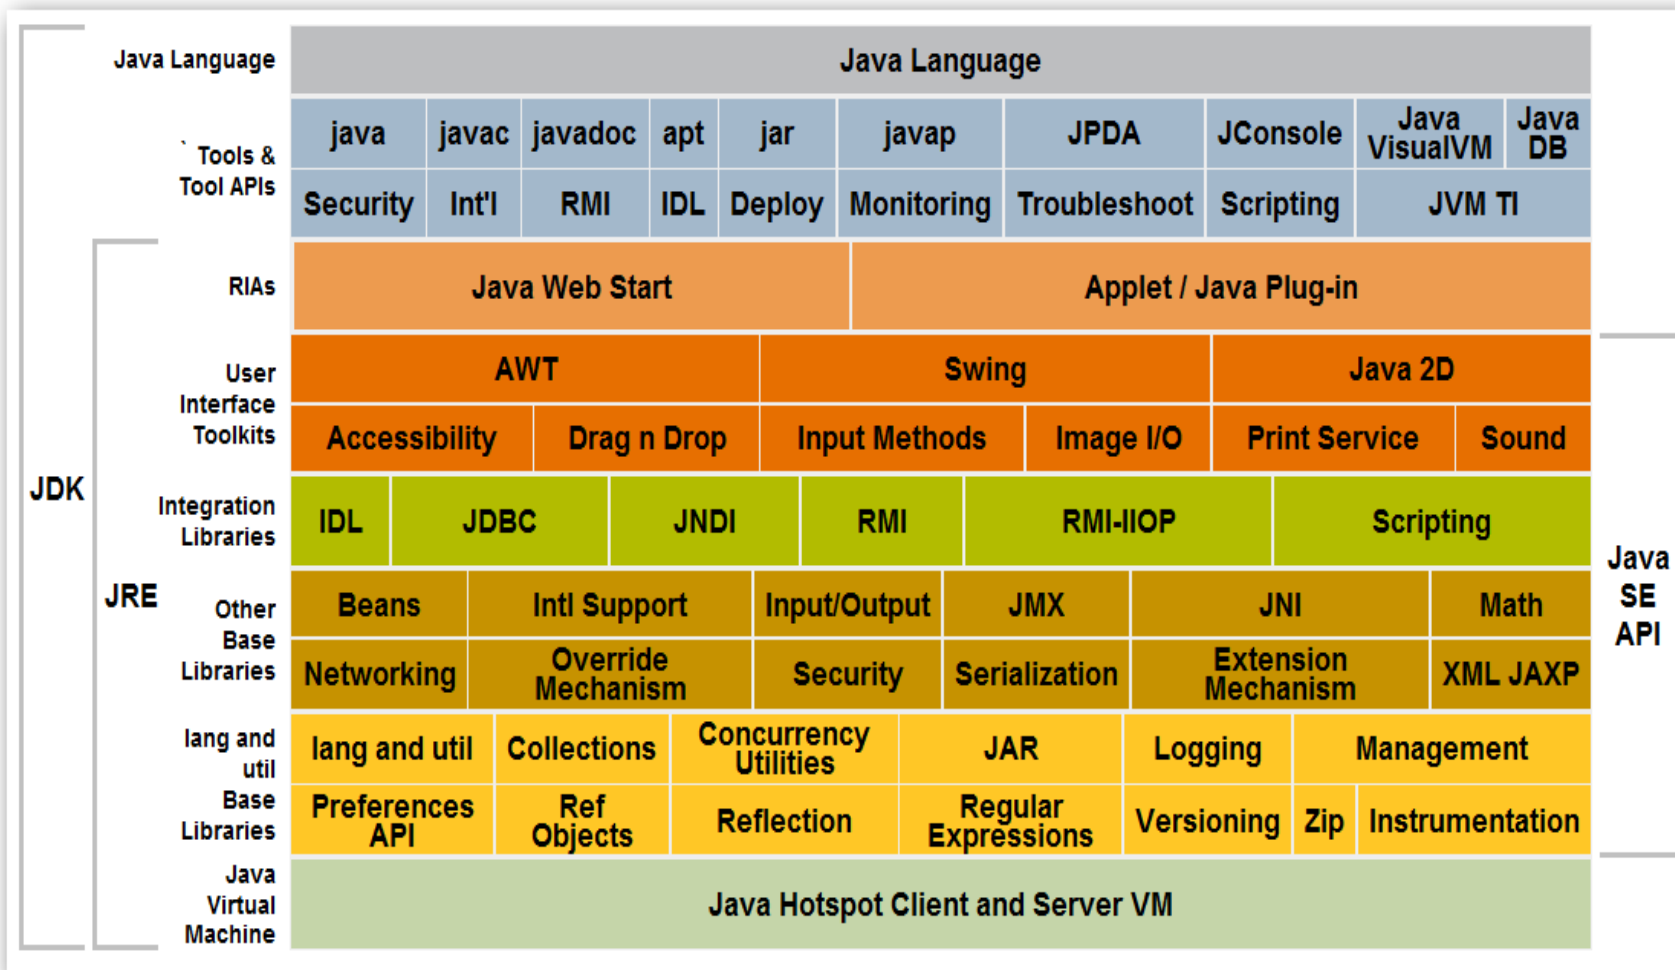 Java Language
Java Language
java javac javadoc apt jar javap JPDA JConsole Java VisualVM Java DB
` Tools &
Tool APIs
Security Int'l RMI IDL Deploy Monitoring Troubleshoot Scripting JVM TI
RIAs
Java Web Start Applet / Java Plug-in
User
Interface
Toolkits
AWT Swing Java 2D
Accessibility Drag n Drop Input Methods Image I/O Print Service Sound
JDK
Integration
Libraries
IDL JDBC JNDI RMI RMI-IIOP Scripting
Java
SE
API
JRE
Other
Base
Libraries
Beans Intl Support Input/Output JMX JNI Math
Networking Override Mechanism Security Serialization Extension Mechanism XML JAXP
lang and
util
Base
Libraries
lang and util Collections Concurrency Utilities JAR Logging Management
Preferences API Ref Objects Reflection Regular Expressions Versioning Zip Instrumentation
Java
Virtual
Machine
Java Hotspot Client and Server VM